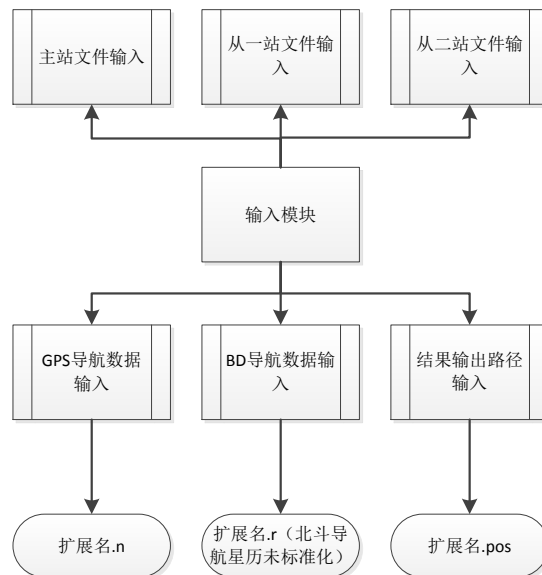 主站文件输入
从一站文件输
入
从二站文件输
入
输入模块
GPS导航数据
输入
BD导航数据输
入
结果输出路径
输入
扩展名.n
扩展名.r（北斗导
航星历未标准化）
扩展名.pos